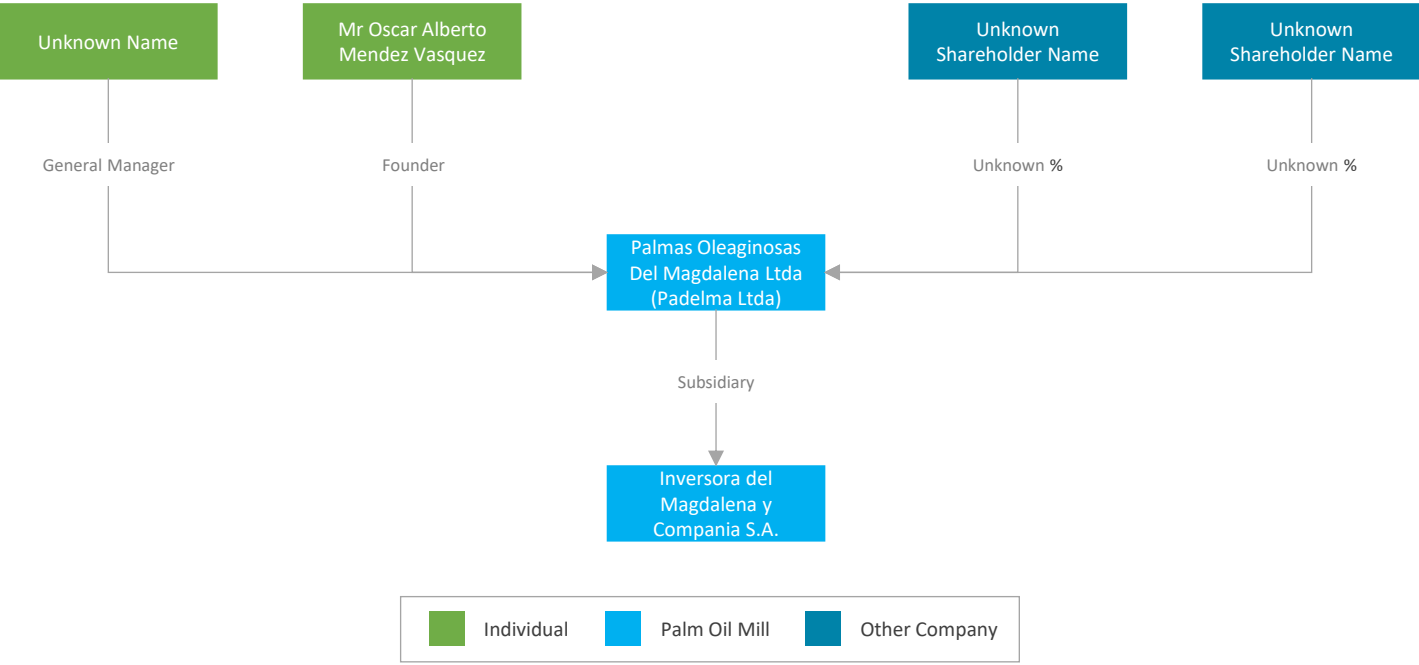 Unknown Name
Mr Oscar Alberto
Mendez Vasquez
Unknown
Shareholder Name
Unknown
Shareholder Name
General Manager
Founder
Unknown %
Unknown %
Palmas Oleaginosas
Del Magdalena Ltda
(Padelma Ltda)
Subsidiary
Inversora del
Magdalena y
Compania S.A.
Individual
Palm Oil Mill
Other Company